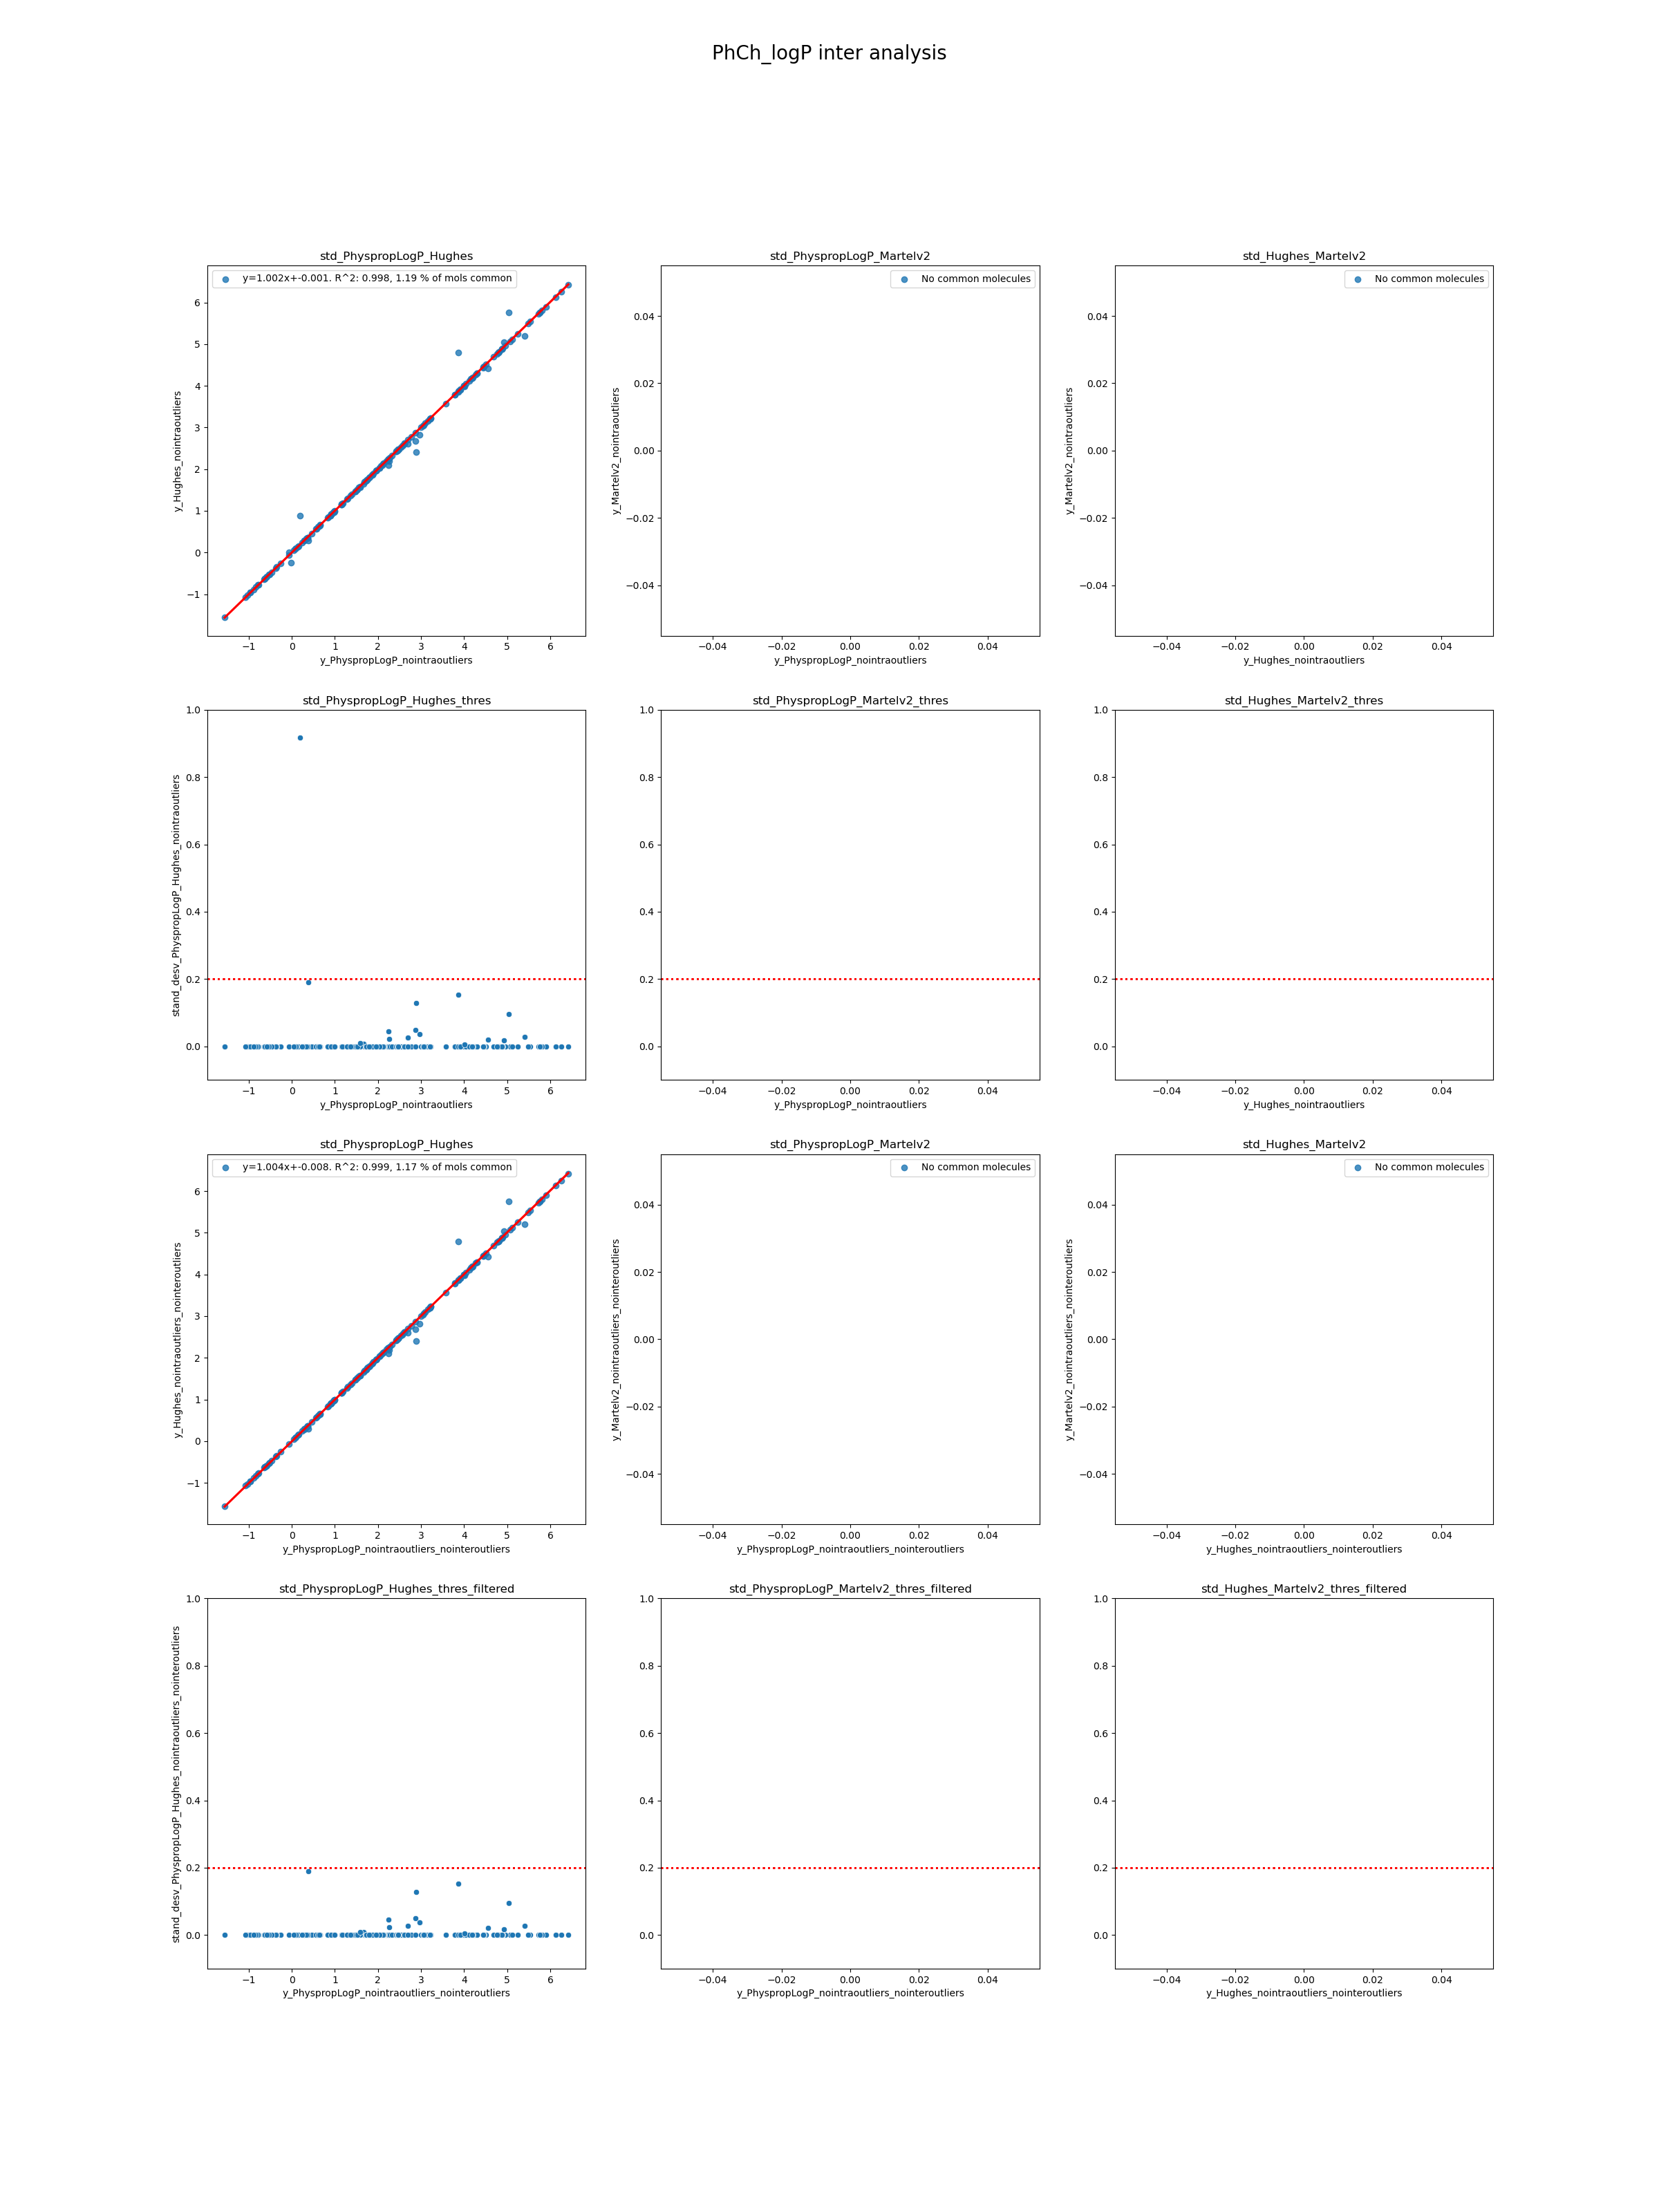 PhCh_logP inter analysis
std_PhyspropLogP_Hughes
y=1.002x+-0.001. R^2: 0.998, 1.19 % of mols common
6
5
4
3
2
1
0
−1
y_Hughes_nointraoutliers
−1 0 1 2 3 4 5 6
y_PhyspropLogP_nointraoutliers
std_PhyspropLogP_Martelv2
No common molecules
0.04
0.02
0.00
−0.02
−0.04
y_Martelv2_nointraoutliers
−0.04 −0.02 0.00 0.02 0.04
y_PhyspropLogP_nointraoutliers
std_Hughes_Martelv2
No common molecules
0.04
0.02
0.00
−0.02
−0.04
y_Martelv2_nointraoutliers
−0.04 −0.02 0.00 0.02 0.04
y_Hughes_nointraoutliers
std_PhyspropLogP_Hughes_thres
1.0
0.8
0.6
0.4
0.2
0.0
stand_desv_PhyspropLogP_Hughes_nointraoutliers
−1 0 1 2 3 4 5 6
y_PhyspropLogP_nointraoutliers
std_PhyspropLogP_Martelv2_thres
1.0
0.8
0.6
0.4
0.2
0.0
−0.04 −0.02 0.00 0.02 0.04
y_PhyspropLogP_nointraoutliers
std_Hughes_Martelv2_thres
1.0
0.8
0.6
0.4
0.2
0.0
−0.04 −0.02 0.00 0.02 0.04
y_Hughes_nointraoutliers
std_PhyspropLogP_Hughes
y=1.004x+-0.008. R^2: 0.999, 1.17 % of mols common
6
5
4
3
2
1
0
−1
y_Hughes_nointraoutliers_nointeroutliers
−1 0 1 2 3 4 5 6
y_PhyspropLogP_nointraoutliers_nointeroutliers
std_PhyspropLogP_Martelv2
No common molecules
0.04
0.02
0.00
−0.02
−0.04
y_Martelv2_nointraoutliers_nointeroutliers
−0.04 −0.02 0.00 0.02 0.04
y_PhyspropLogP_nointraoutliers_nointeroutliers
std_Hughes_Martelv2
No common molecules
0.04
0.02
0.00
−0.02
−0.04
y_Martelv2_nointraoutliers_nointeroutliers
−0.04 −0.02 0.00 0.02 0.04
y_Hughes_nointraoutliers_nointeroutliers
std_PhyspropLogP_Hughes_thres_filtered
1.0
0.8
0.6
0.4
0.2
0.0
stand_desv_PhyspropLogP_Hughes_nointraoutliers_nointeroutliers
−1 0 1 2 3 4 5 6
y_PhyspropLogP_nointraoutliers_nointeroutliers
std_PhyspropLogP_Martelv2_thres_filtered
1.0
0.8
0.6
0.4
0.2
0.0
−0.04 −0.02 0.00 0.02 0.04
y_PhyspropLogP_nointraoutliers_nointeroutliers
std_Hughes_Martelv2_thres_filtered
1.0
0.8
0.6
0.4
0.2
0.0
−0.04 −0.02 0.00 0.02 0.04
y_Hughes_nointraoutliers_nointeroutliers